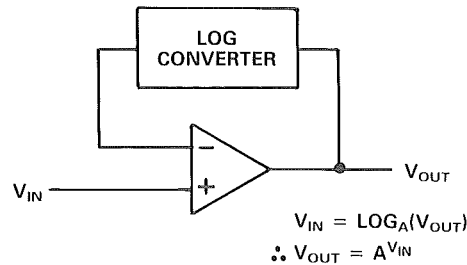 LOG
CONVERTER
−
+
V_IN
V_OUT
V_IN = LOG_A(V_OUT)
∴ V_OUT = A^V_IN